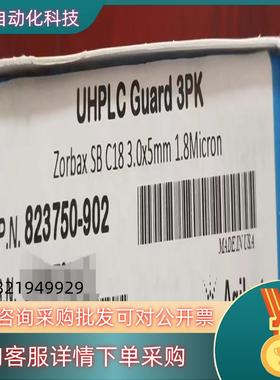 自动化科技
UHPLC Guard 3PK
Zorbax SB C18 3.0x5mm 1.8Micron
P.N. 823750-902
MADE IN USA
321949929
咨询采购批发可对公开票
客服详情下单采购